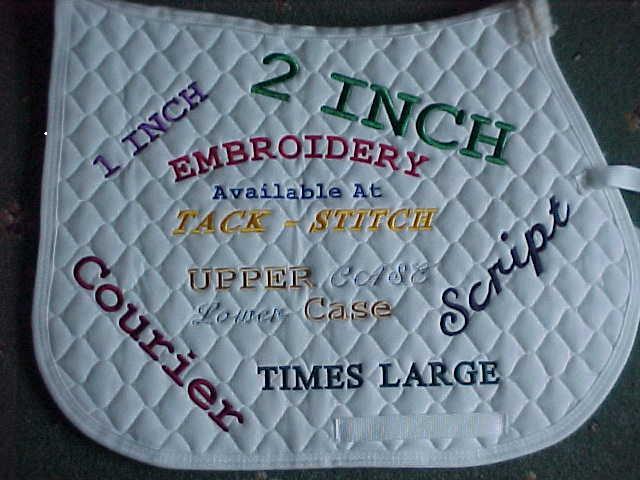 1 INCH
2 INCH
EMBROIDERY
Available At
TACK - STITCH
UPPER CASE
Lower Case
Script
Courier
TIMES LARGE